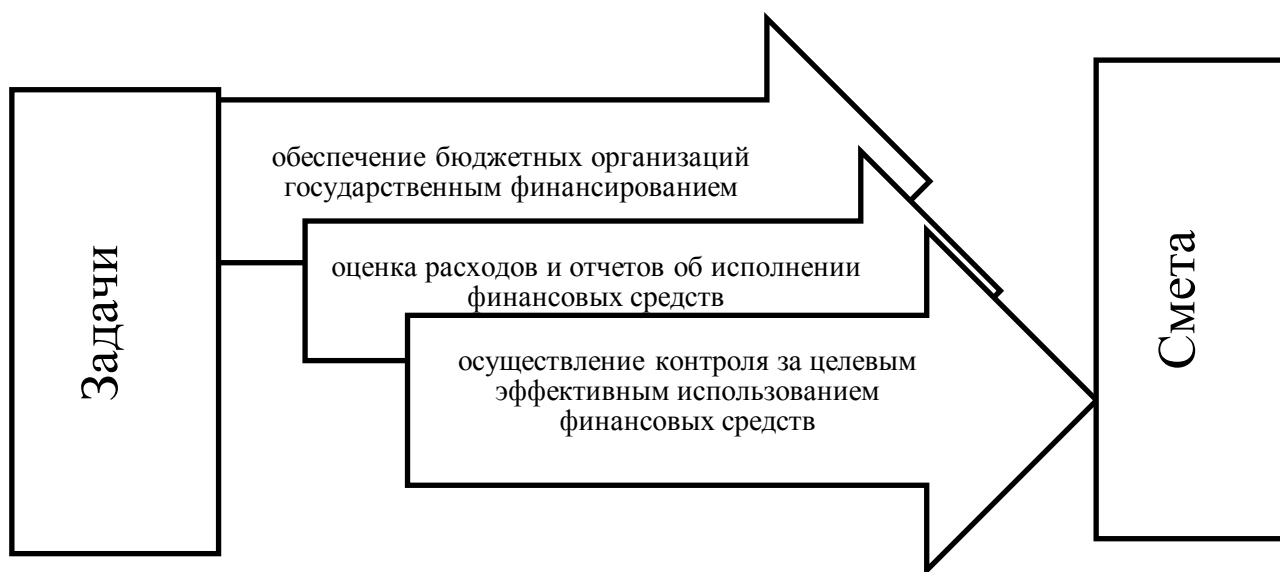 Задачи
обеспечение бюджетных организаций
государственным финансированием
оценка расходов и отчетов об исполнении
финансовых средств
осуществление контроля за целевым
эффективным использованием
финансовых средств
Смета